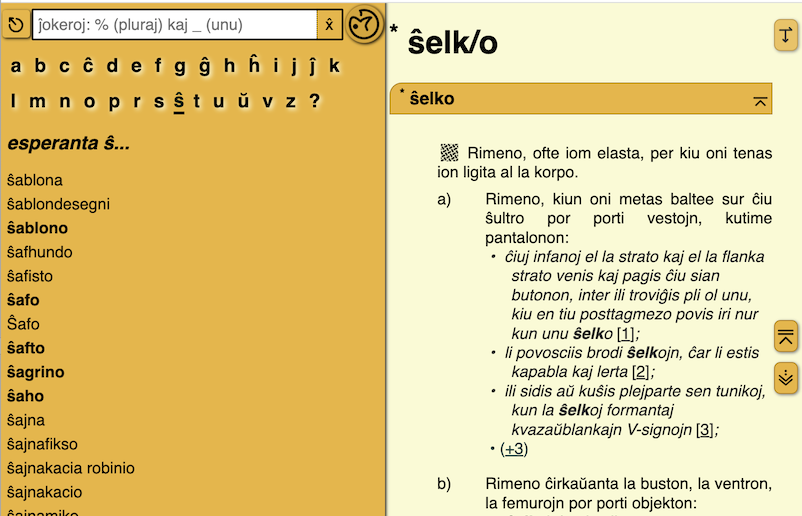 ĵokeroj: % (pluraj) kaj _ (unu)
x̂
a b c ĉ d e f g ĝ h ĥ i j ĵ k
l m n o p r s ŝ t u ŭ v z ?
esperanta ŝ...
ŝablona
ŝablondesegni
ŝablono
ŝafhundo
ŝafisto
ŝafo
Ŝafo
ŝafto
ŝagrino
ŝaho
ŝajna
ŝajnafikso
ŝajnakacia robinio
ŝajnakacio
ŝajnamiko
* ŝelk/o
* ŝelko
Rimeno, ofte iom elasta, per kiu oni tenas
ion ligita al la korpo.
a) Rimeno, kiun oni metas baltee sur ĉiu
ŝultro por porti vestojn, kutime
pantalonon:
• ĉiuj infanoj el la strato kaj el la flanka
strato venis kaj pagis ĉiu sian
butonon, inter ili troviĝis pli ol unu,
kiu en tiu posttagmezo povis iri nur
kun unu ŝelko [1];
• li povosciis brodi ŝelkojn, ĉar li estis
kapabla kaj lerta [2];
• ili sidis aŭ kuŝis plejparte sen tunikoj,
kun la ŝelkoj formantaj
kvazaŭblankajn V-signojn [3];
• (+3)
b) Rimeno ĉirkaŭanta la buston, la ventron,
la femurojn por porti objekton: